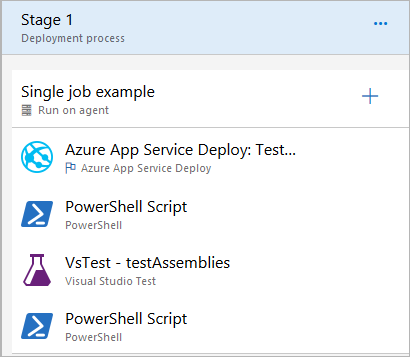 Stage 1
Deployment process
Single job example
Run on agent
Azure App Service Deploy: Test...
Azure App Service Deploy
PowerShell Script
PowerShell
VsTest - testAssemblies
Visual Studio Test
PowerShell Script
PowerShell